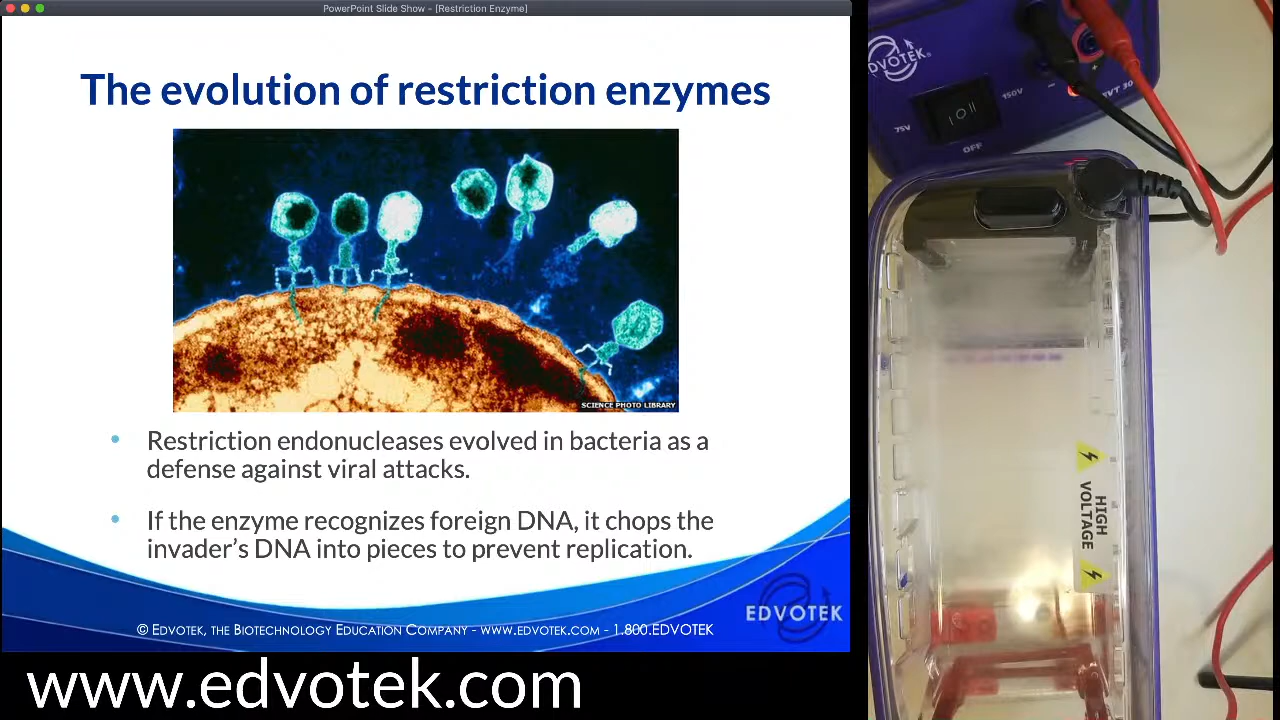 PowerPoint Slide Show - [Restriction Enzyme]
The evolution of restriction enzymes
SCIENCE PHOTO LIBRARY
• Restriction endonucleases evolved in bacteria as a
defense against viral attacks.
• If the enzyme recognizes foreign DNA, it chops the
invader's DNA into pieces to prevent replication.
EDVOTEK
© EDVOTEK, THE BIOTECHNOLOGY EDUCATION COMPANY - WWW.EDVOTEK.COM - 1.800.EDVOTEK
www.edvotek.com
EDVOTEK®
75V
150V
OFF
− +
EVT 30
HIGH
VOLTAGE